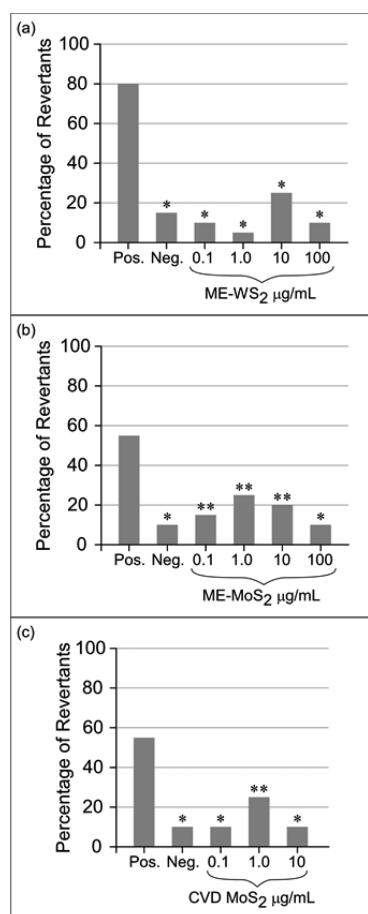 (a)
Percentage of Revertants
100
80
60
40
20
0
*
*
*
*
*
Pos. Neg. 0.1 1.0 10 100
ME-WS₂ μg/mL
(b)
Percentage of Revertants
100
80
60
40
20
0
*
**
**
**
*
Pos. Neg. 0.1 1.0 10 100
ME-MoS₂ μg/mL
(c)
Percentage of Revertants
100
80
60
40
20
0
*
*
**
*
Pos. Neg. 0.1 1.0 10
CVD MoS₂ μg/mL